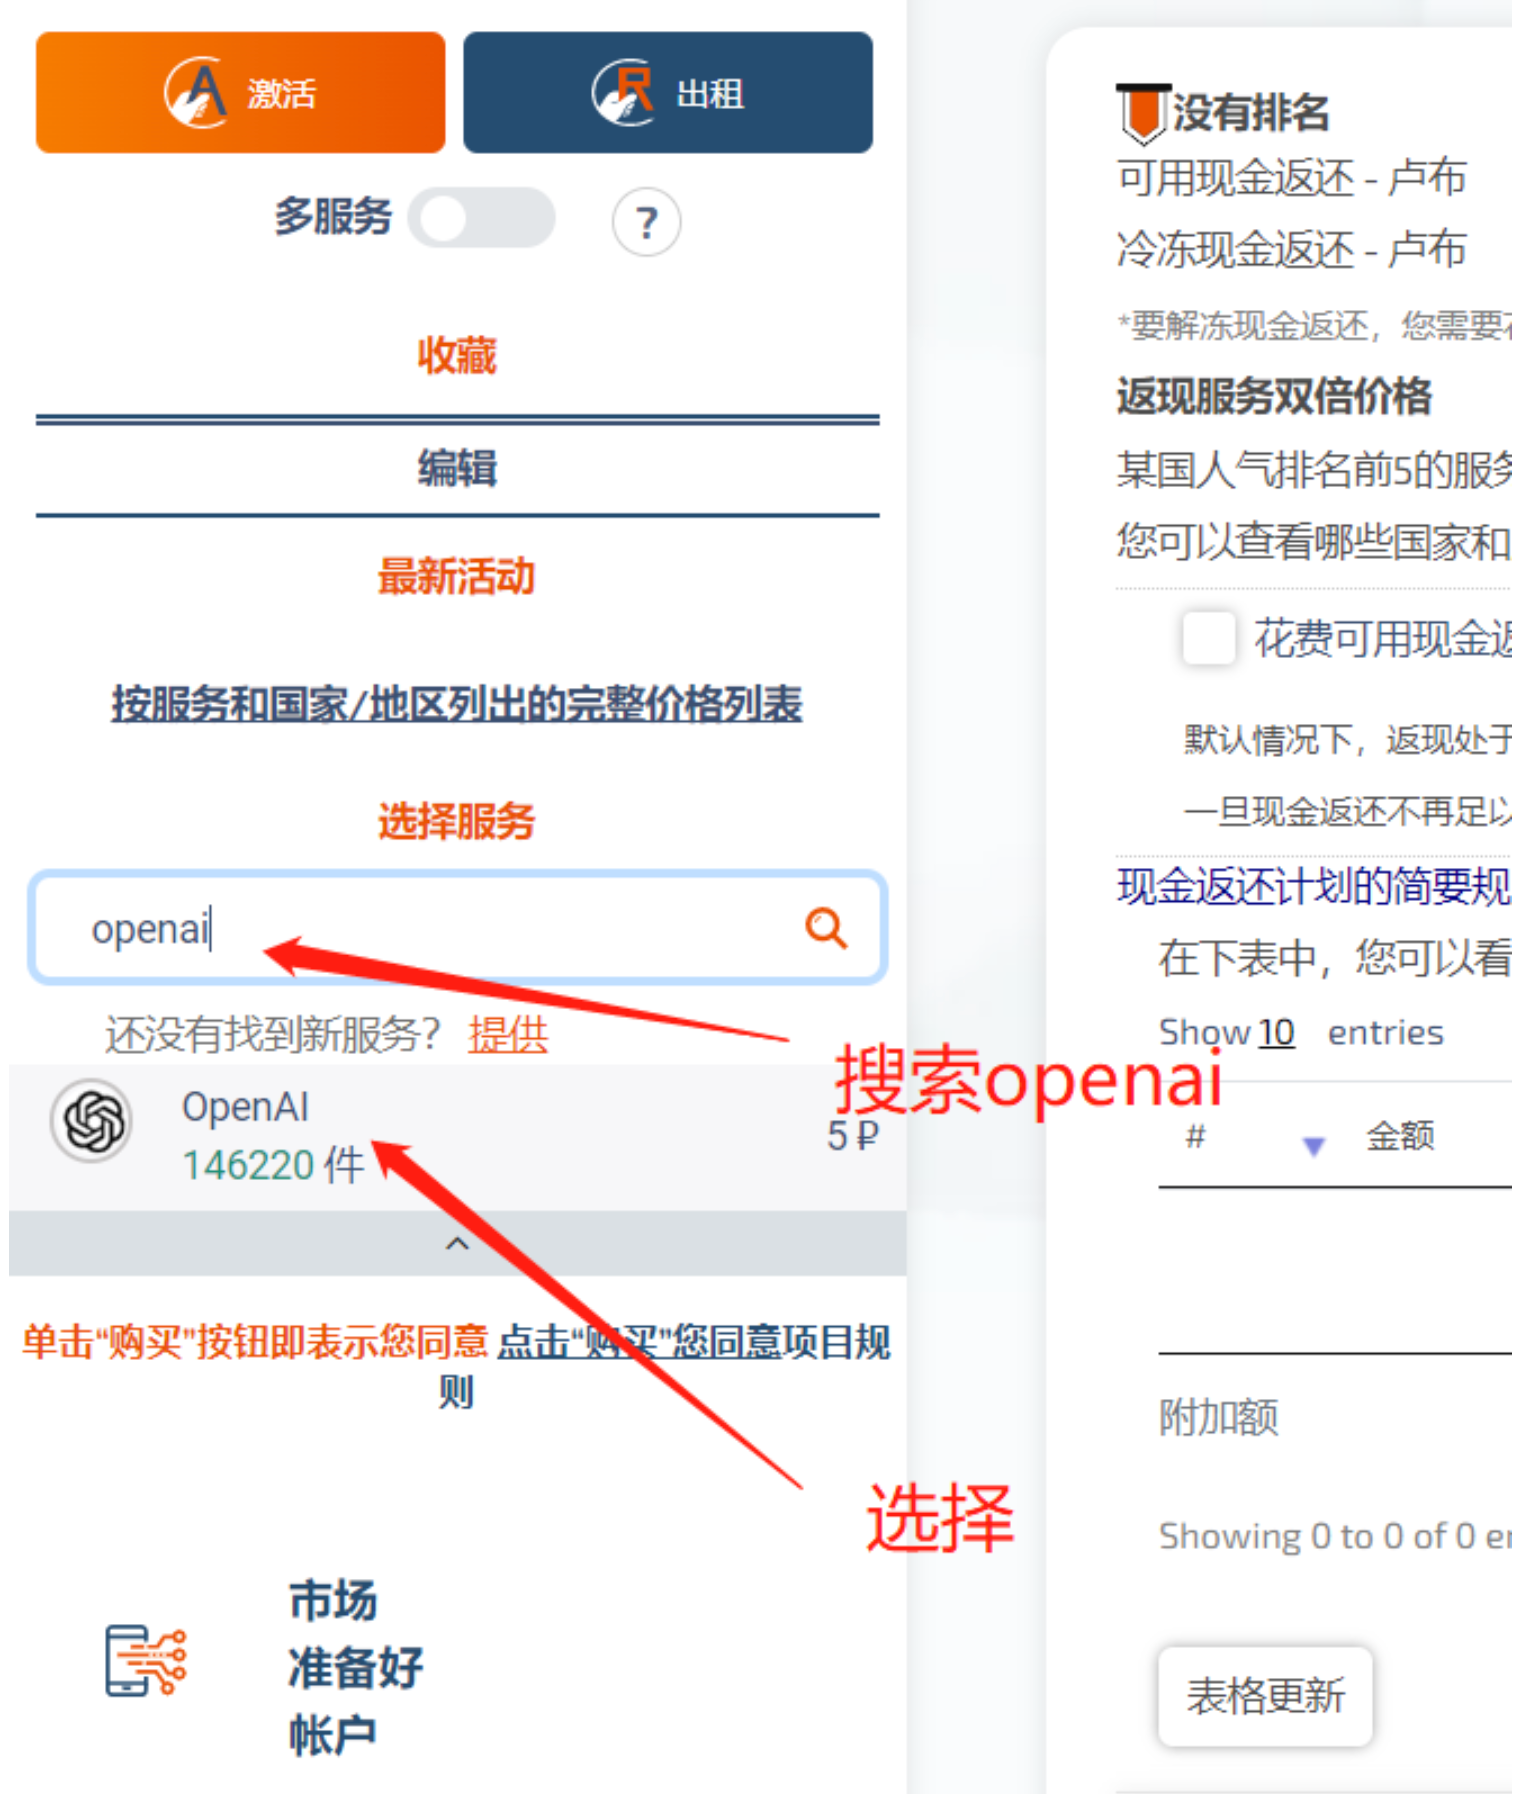 激活
出租
多服务
?
收藏
编辑
最新活动
按服务和国家/地区列出的完整价格列表
选择服务
openai
还没有找到新服务? 提供
OpenAI
146220 件
5 ₽
搜索openai
单击“购买”按钮即表示您同意 点击“购买”您同意项目规
则
选择
市场
准备好
帐户
没有排名
可用现金返还 - 卢布
冷冻现金返还 - 卢布
*要解冻现金返还，您需要
返现服务双倍价格
某国人气排名前5的服务
您可以查看哪些国家和
花费可用现金返
默认情况下，返现处于
一旦现金返还不再足以
现金返还计划的简要规
在下表中，您可以看
Show 10 entries
# 金额
附加额
Showing 0 to 0 of 0 en
表格更新